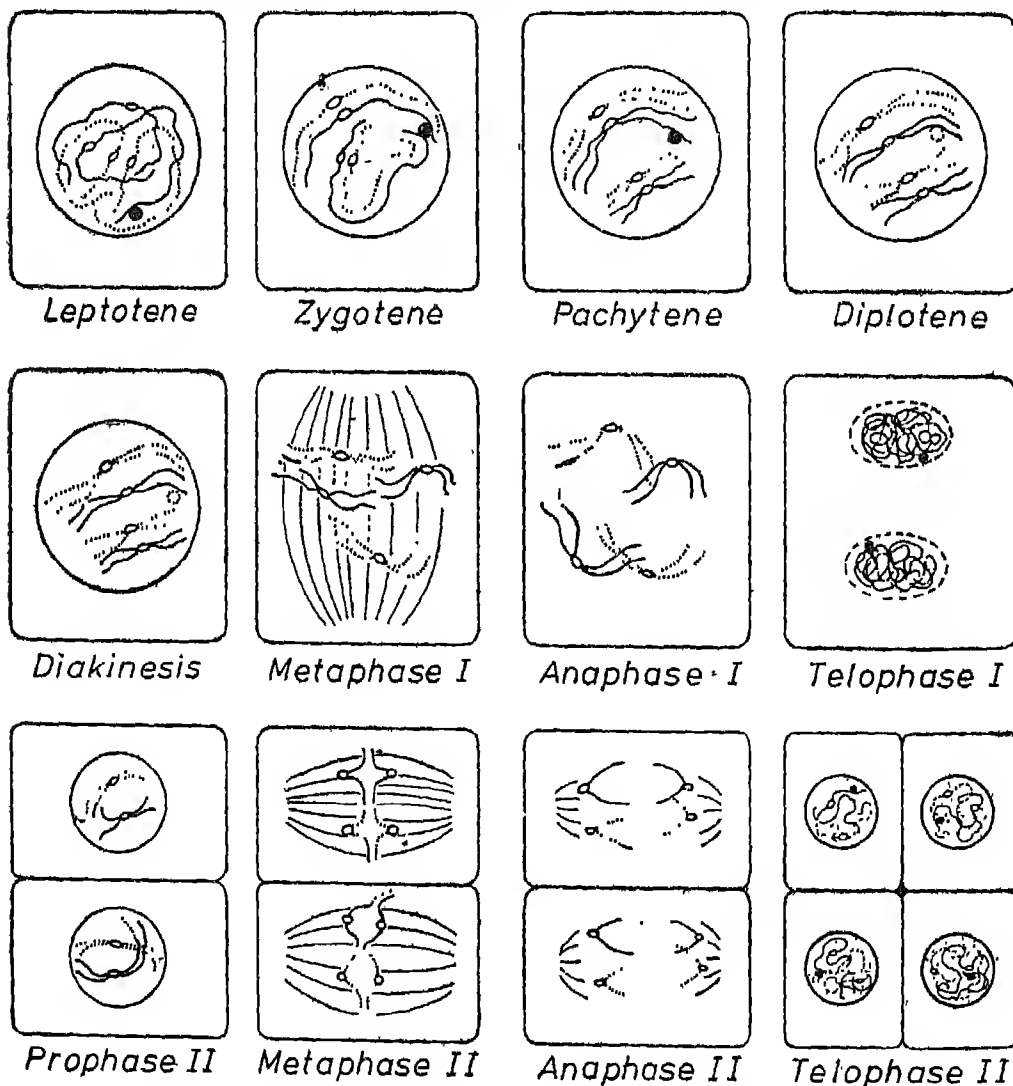 Leptotene Zygotene Pachytene Diplotene
Diakinesis Metaphase I Anaphase I Telophase I
Prophase II Metaphase II Anaphase II Telophase II